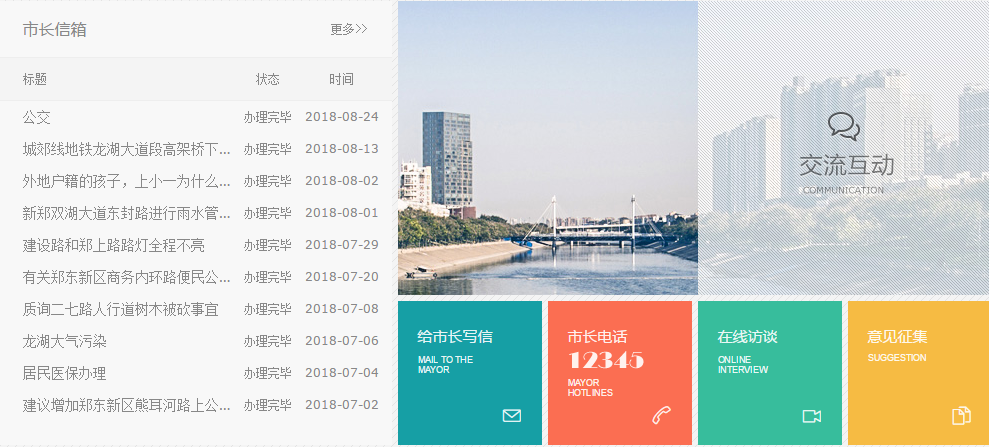 市长信箱 更多>>
标题 状态 时间
公交 办理完毕 2018-08-24
城郊线地铁龙湖大道段高架桥下... 办理完毕 2018-08-13
外地户籍的孩子，上小一为什么... 办理完毕 2018-08-02
新郑双湖大道东封路进行雨水管... 办理完毕 2018-08-01
建设路和郑上路路灯全程不亮 办理完毕 2018-07-29
有关郑东新区商务内环路便民公... 办理完毕 2018-07-20
质询二七路人行道树木被砍事宜 办理完毕 2018-07-08
龙湖大气污染 办理完毕 2018-07-06
居民医保办理 办理完毕 2018-07-04
建议增加郑东新区熊耳河路上公... 办理完毕 2018-07-02
交流互动
COMMUNICATION
给市长写信
MAIL TO THE
MAYOR
市长电话
12345
MAYOR
HOTLINES
在线访谈
ONLINE
INTERVIEW
意见征集
SUGGESTION